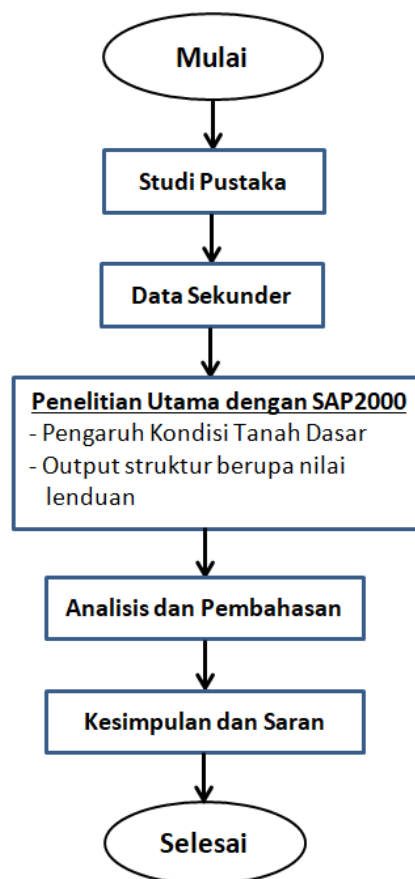 Mulai
Studi Pustaka
Data Sekunder
Penelitian Utama dengan SAP2000
- Pengaruh Kondisi Tanah Dasar
- Output struktur berupa nilai
lenduan
Analisis dan Pembahasan
Kesimpulan dan Saran
Selesai